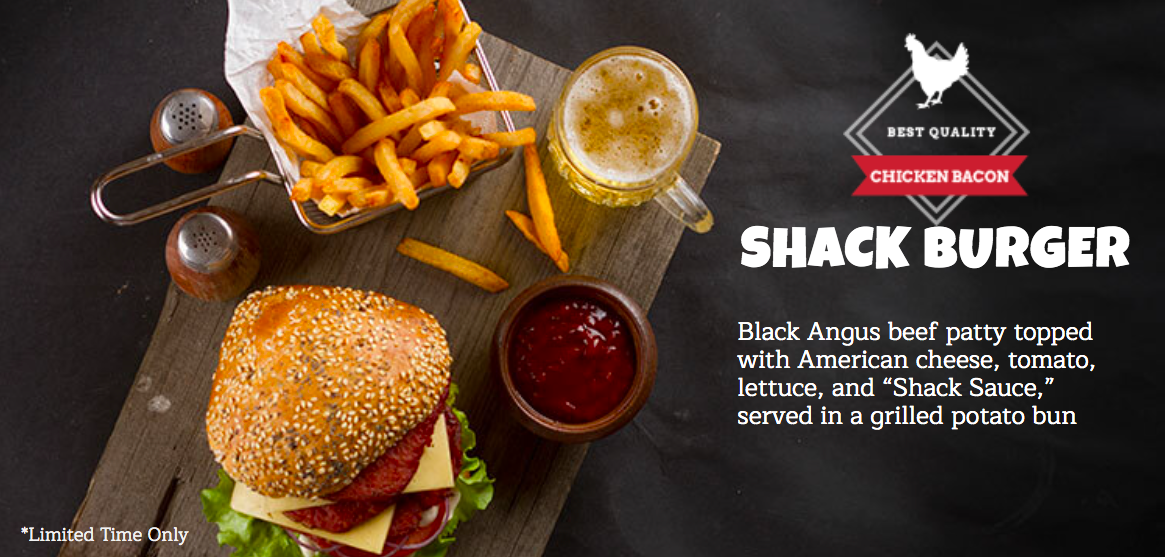 BEST QUALITY
CHICKEN BACON
SHACK BURGER
Black Angus beef patty topped
with American cheese, tomato,
lettuce, and “Shack Sauce,”
served in a grilled potato bun
*Limited Time Only